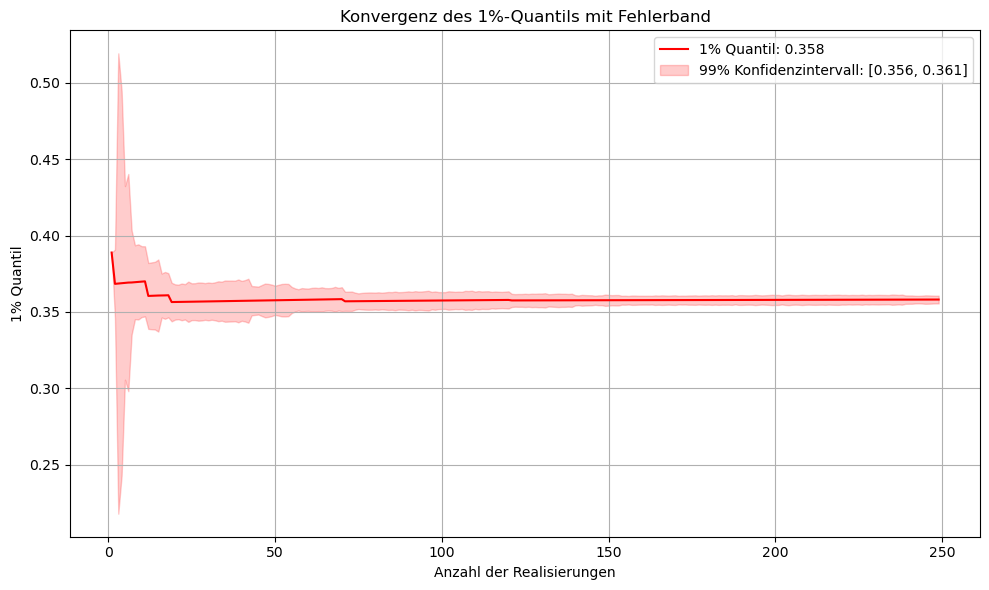 Konvergenz des 1%-Quantils mit Fehlerband
1% Quantil: 0.358
99% Konfidenzintervall: [0.356, 0.361]
1% Quantil
0.50
0.45
0.40
0.35
0.30
0.25
0 50 100 150 200 250
Anzahl der Realisierungen